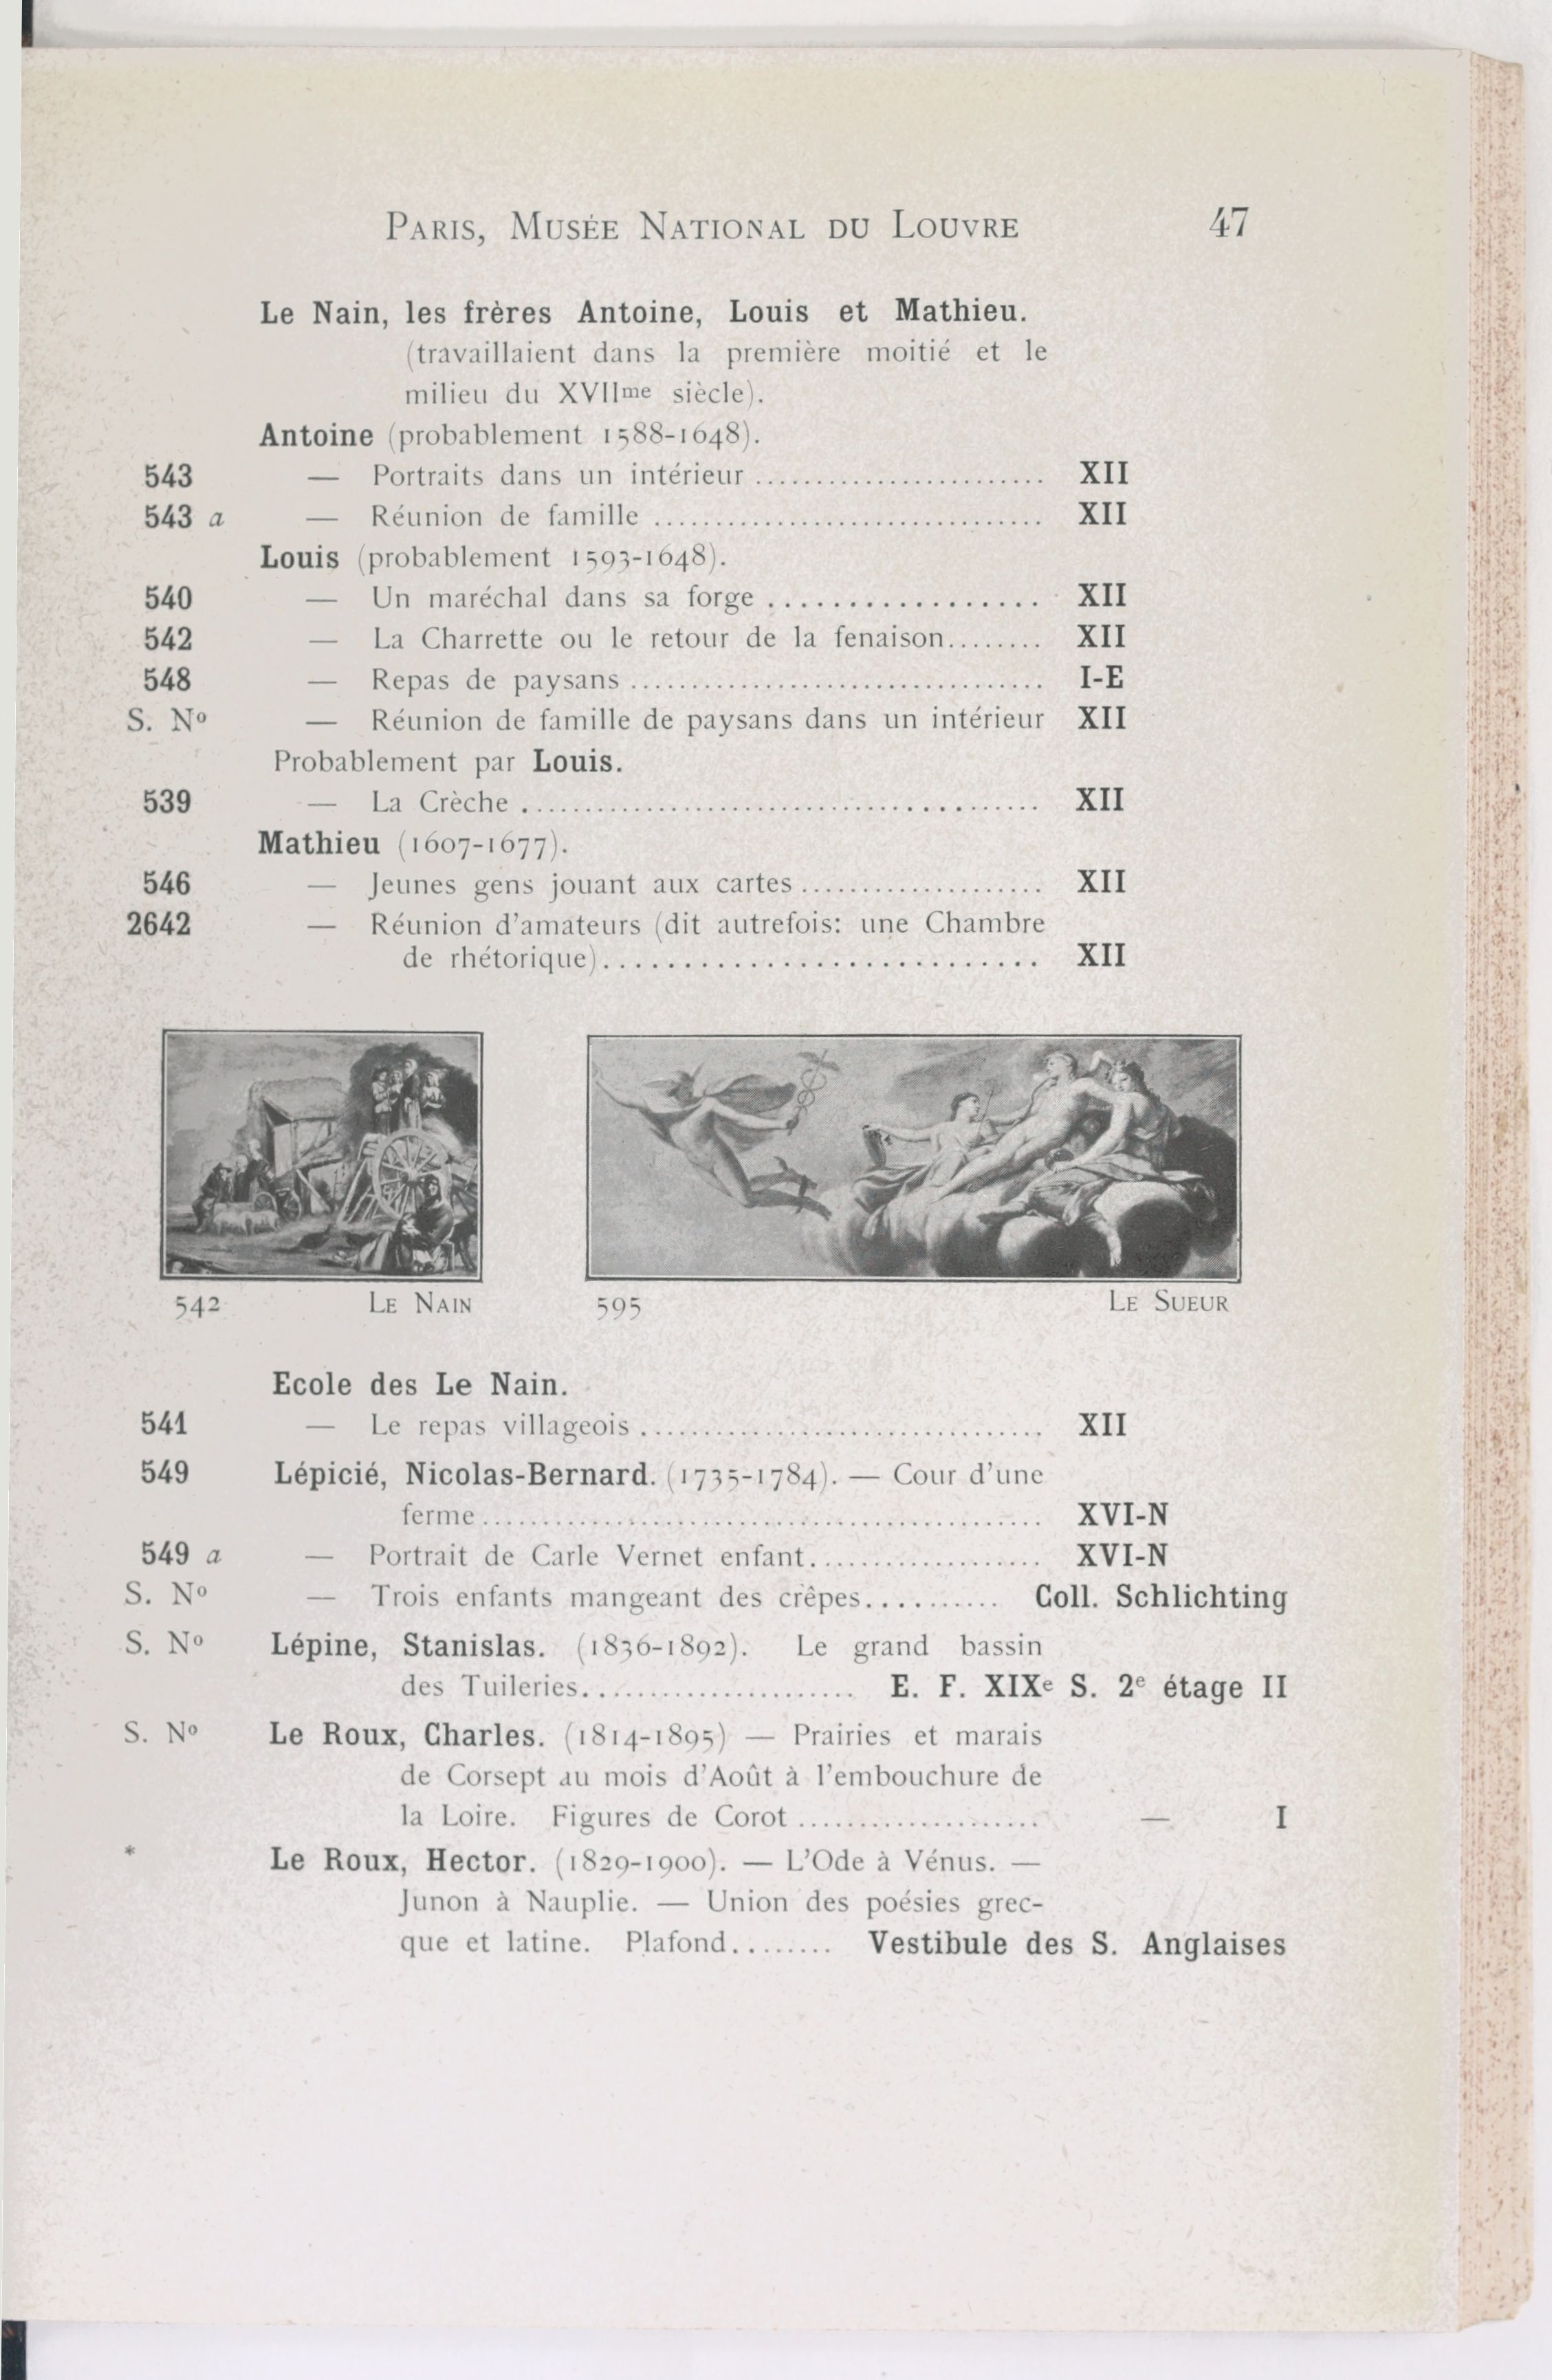 Paris, Musée National du Louvre 47
Le Nain, les frères Antoine, Louis et Mathieu.
(travaillaient dans la première moitié et le
milieu du XVIIme siècle).
Antoine (probablement 1588-1648).
543 — Portraits dans un intérieur ........................ XII
543 a — Réunion de famille ................................ XII
Louis (probablement 1593-1648).
540 — Un maréchal dans sa forge .................. XII
542 — La Charrette ou le retour de la fenaison........ XII
548 — Repas de paysans .................................. I-E
S. Nº — Réunion de famille de paysans dans un intérieur XII
Probablement par Louis.
539 — La Crèche .......................................... XII
Mathieu (1607-1677).
546 — Jeunes gens jouant aux cartes .................... XII
2642 — Réunion d'amateurs (dit autrefois: une Chambre
de rhétorique)............................ XII
542 Le Nain 595 Le Sueur
Ecole des Le Nain.
541 — Le repas villageois ................................. XII
549 Lépicié, Nicolas-Bernard. (1735-1784). — Cour d'une
ferme .............................................. XVI-N
549 a — Portrait de Carle Vernet enfant................... XVI-N
S. Nº — Trois enfants mangeant des crêpes.......... Coll. Schlichting
S. Nº Lépine, Stanislas. (1836-1892). Le grand bassin
des Tuileries...................... E. F. XIXe S. 2e étage II
S. Nº Le Roux, Charles. (1814-1895) — Prairies et marais
de Corsept au mois d'Août à l'embouchure de
la Loire. Figures de Corot .................... — I
* Le Roux, Hector. (1829-1900). — L'Ode à Vénus. —
Junon à Nauplie. — Union des poésies grec-
que et latine. Plafond........ Vestibule des S. Anglaises